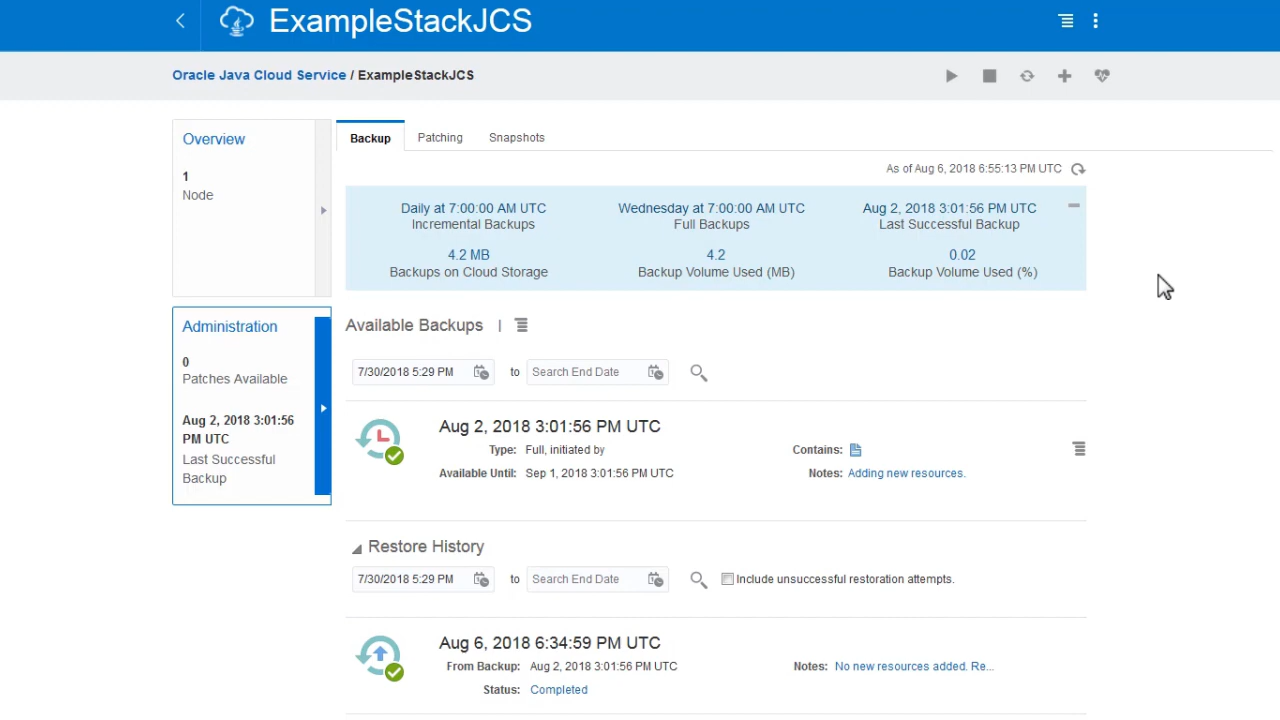 ExampleStackJCS
Oracle Java Cloud Service / ExampleStackJCS
Overview
1
Node
Administration
0
Patches Available
Aug 2, 2018 3:01:56
PM UTC
Last Successful
Backup
Backup Patching Snapshots
As of Aug 6, 2018 6:55:13 PM UTC
Daily at 7:00:00 AM UTC Wednesday at 7:00:00 AM UTC Aug 2, 2018 3:01:56 PM UTC
Incremental Backups Full Backups Last Successful Backup
4.2 MB 4.2 0.02
Backups on Cloud Storage Backup Volume Used (MB) Backup Volume Used (%)
Available Backups |
7/30/2018 5:29 PM to Search End Date
Aug 2, 2018 3:01:56 PM UTC
Type: Full, initiated by Contains:
Available Until: Sep 1, 2018 3:01:56 PM UTC Notes: Adding new resources.
Restore History
7/30/2018 5:29 PM to Search End Date Include unsuccessful restoration attempts.
Aug 6, 2018 6:34:59 PM UTC
From Backup: Aug 2, 2018 3:01:56 PM UTC Notes: No new resources added. Re...
Status: Completed